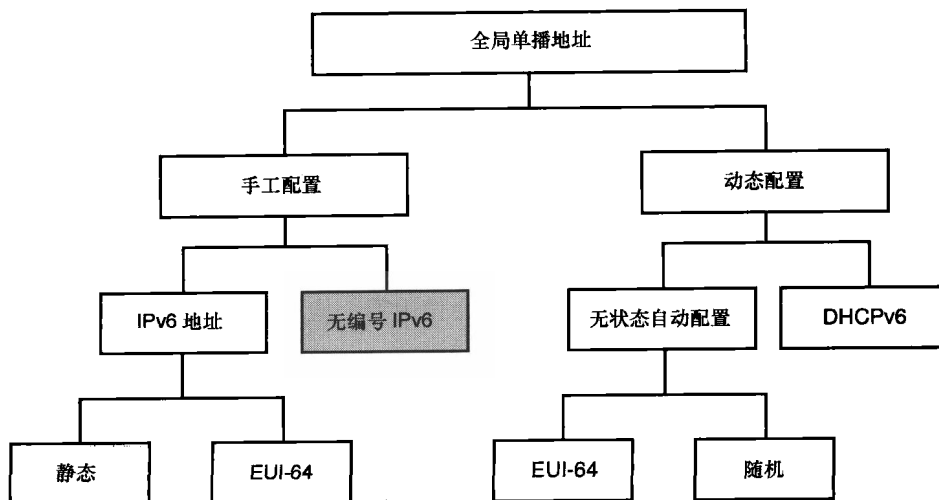 全局单播地址
手工配置
动态配置
IPv6 地址
无编号 IPv6
无状态自动配置
DHCPv6
静态
EUI-64
EUI-64
随机